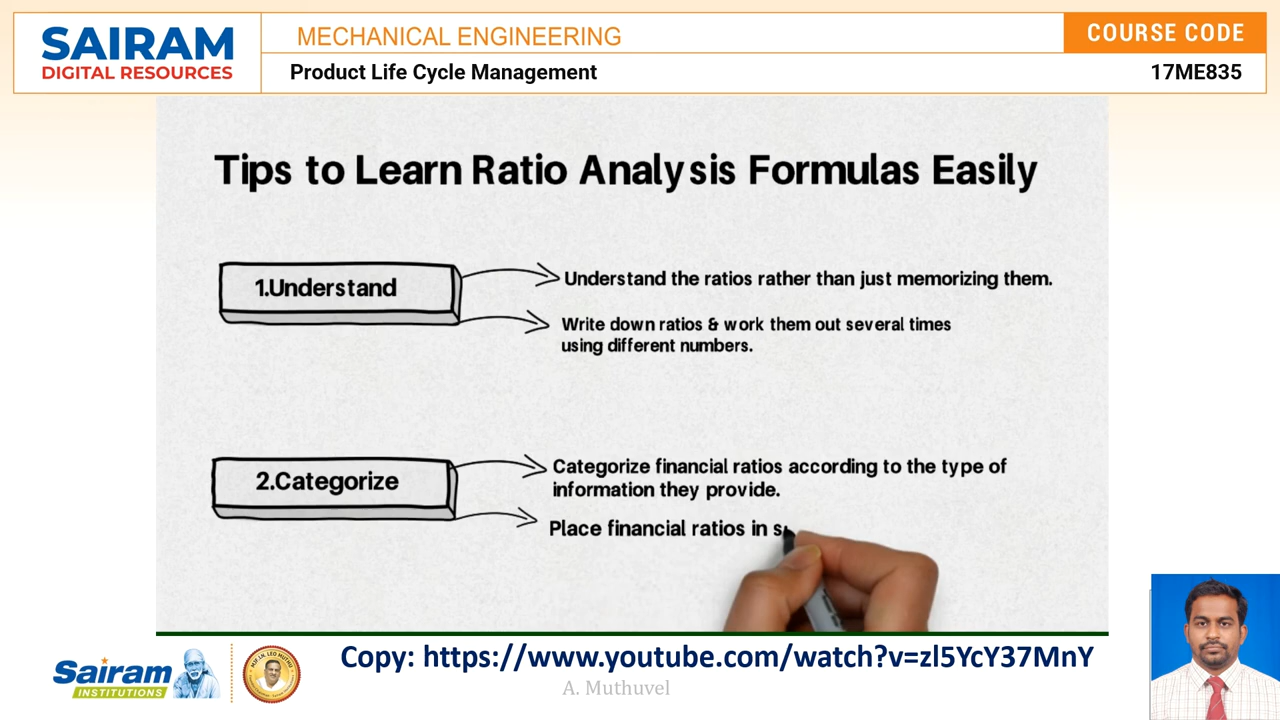 SAIRAM
DIGITAL RESOURCES
MECHANICAL ENGINEERING
COURSE CODE
Product Life Cycle Management
17ME835
Tips to Learn Ratio Analysis Formulas Easily
1.Understand
Understand the ratios rather than just memorizing them.
Write down ratios & work them out several times
using different numbers.
2.Categorize
Categorize financial ratios according to the type of
information they provide.
Place financial ratios in s
Sairam
INSTITUTIONS
Copy: https://www.youtube.com/watch?v=zl5YcY37MnY
A. Muthuvel